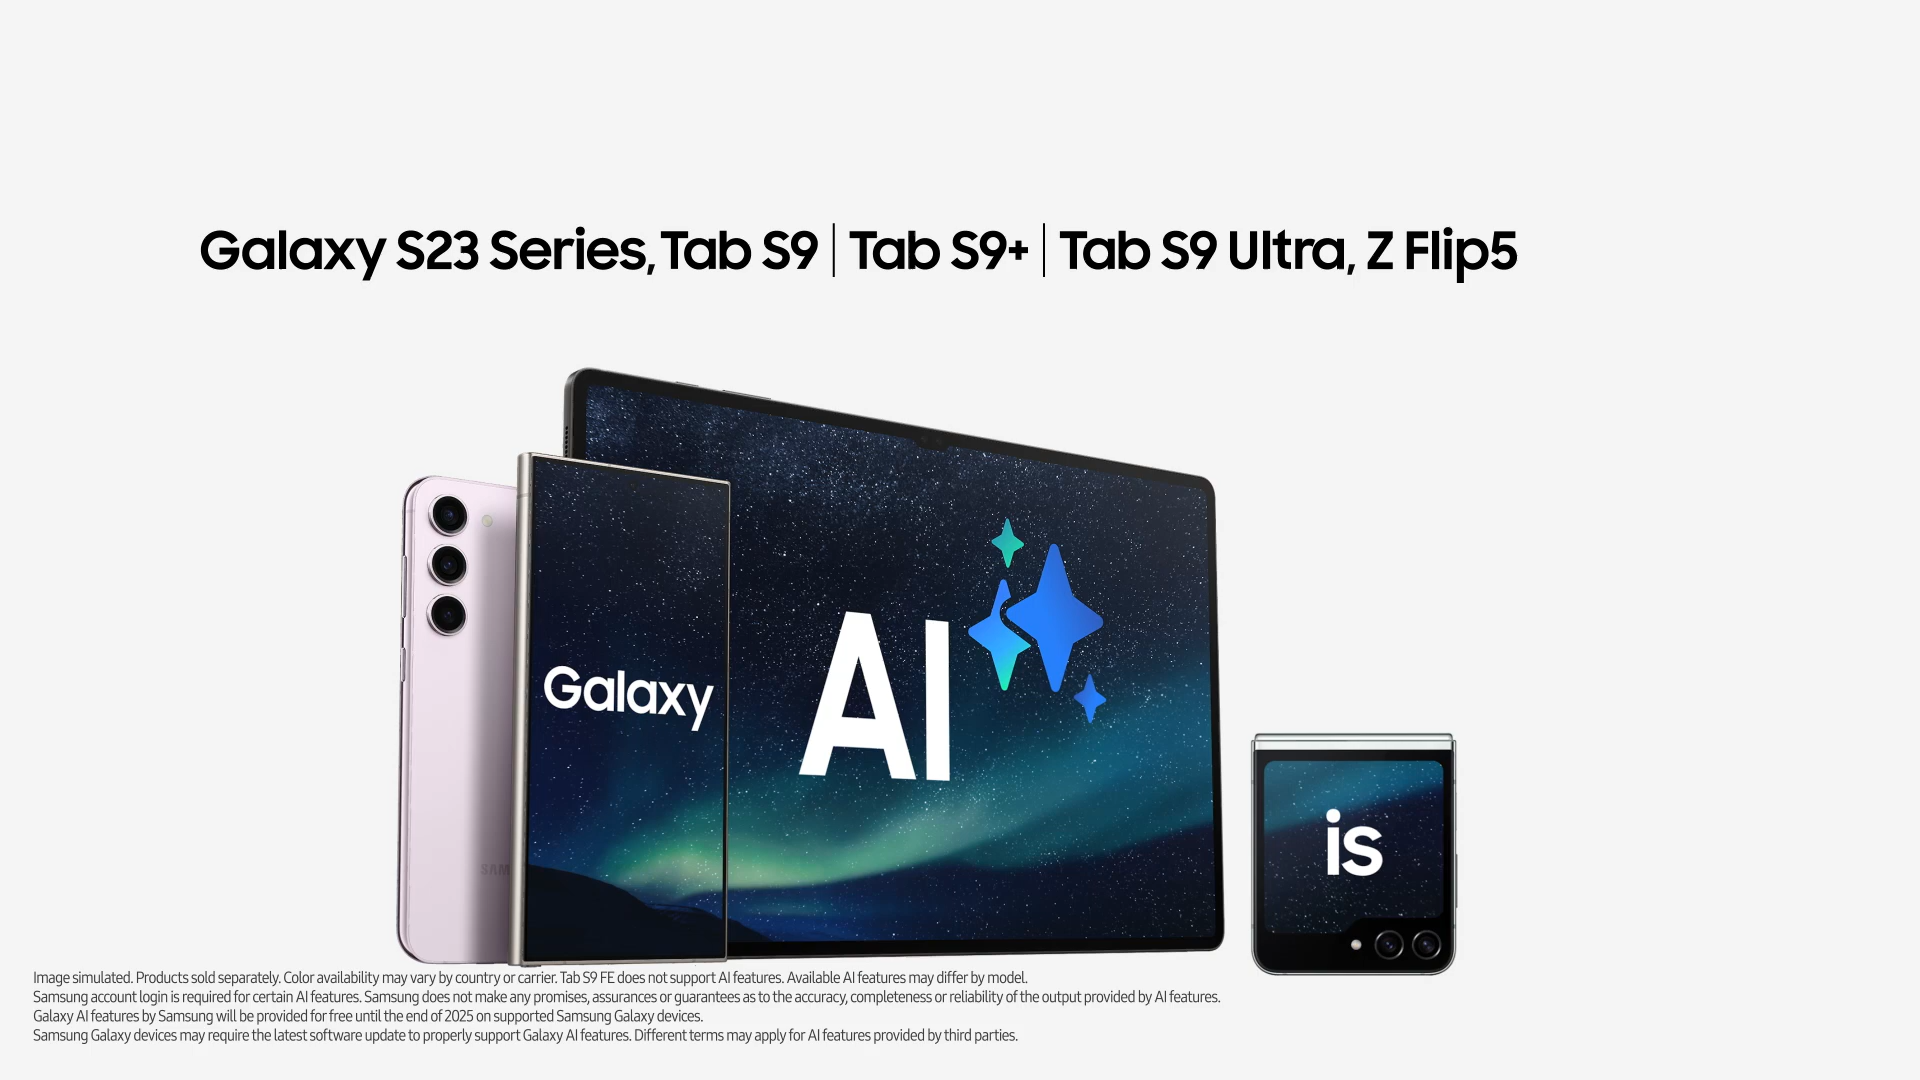 Galaxy S23 Series, Tab S9 | Tab S9+ | Tab S9 Ultra, Z Flip5
Galaxy
AI
is
SAM
Image simulated. Products sold separately. Color availability may vary by country or carrier. Tab S9 FE does not support AI features. Available AI features may differ by model.
Samsung account login is required for certain AI features. Samsung does not make any promises, assurances or guarantees as to the accuracy, completeness or reliability of the output provided by AI features.
Galaxy AI features by Samsung will be provided for free until the end of 2025 on supported Samsung Galaxy devices.
Samsung Galaxy devices may require the latest software update to properly support Galaxy AI features. Different terms may apply for AI features provided by third parties.